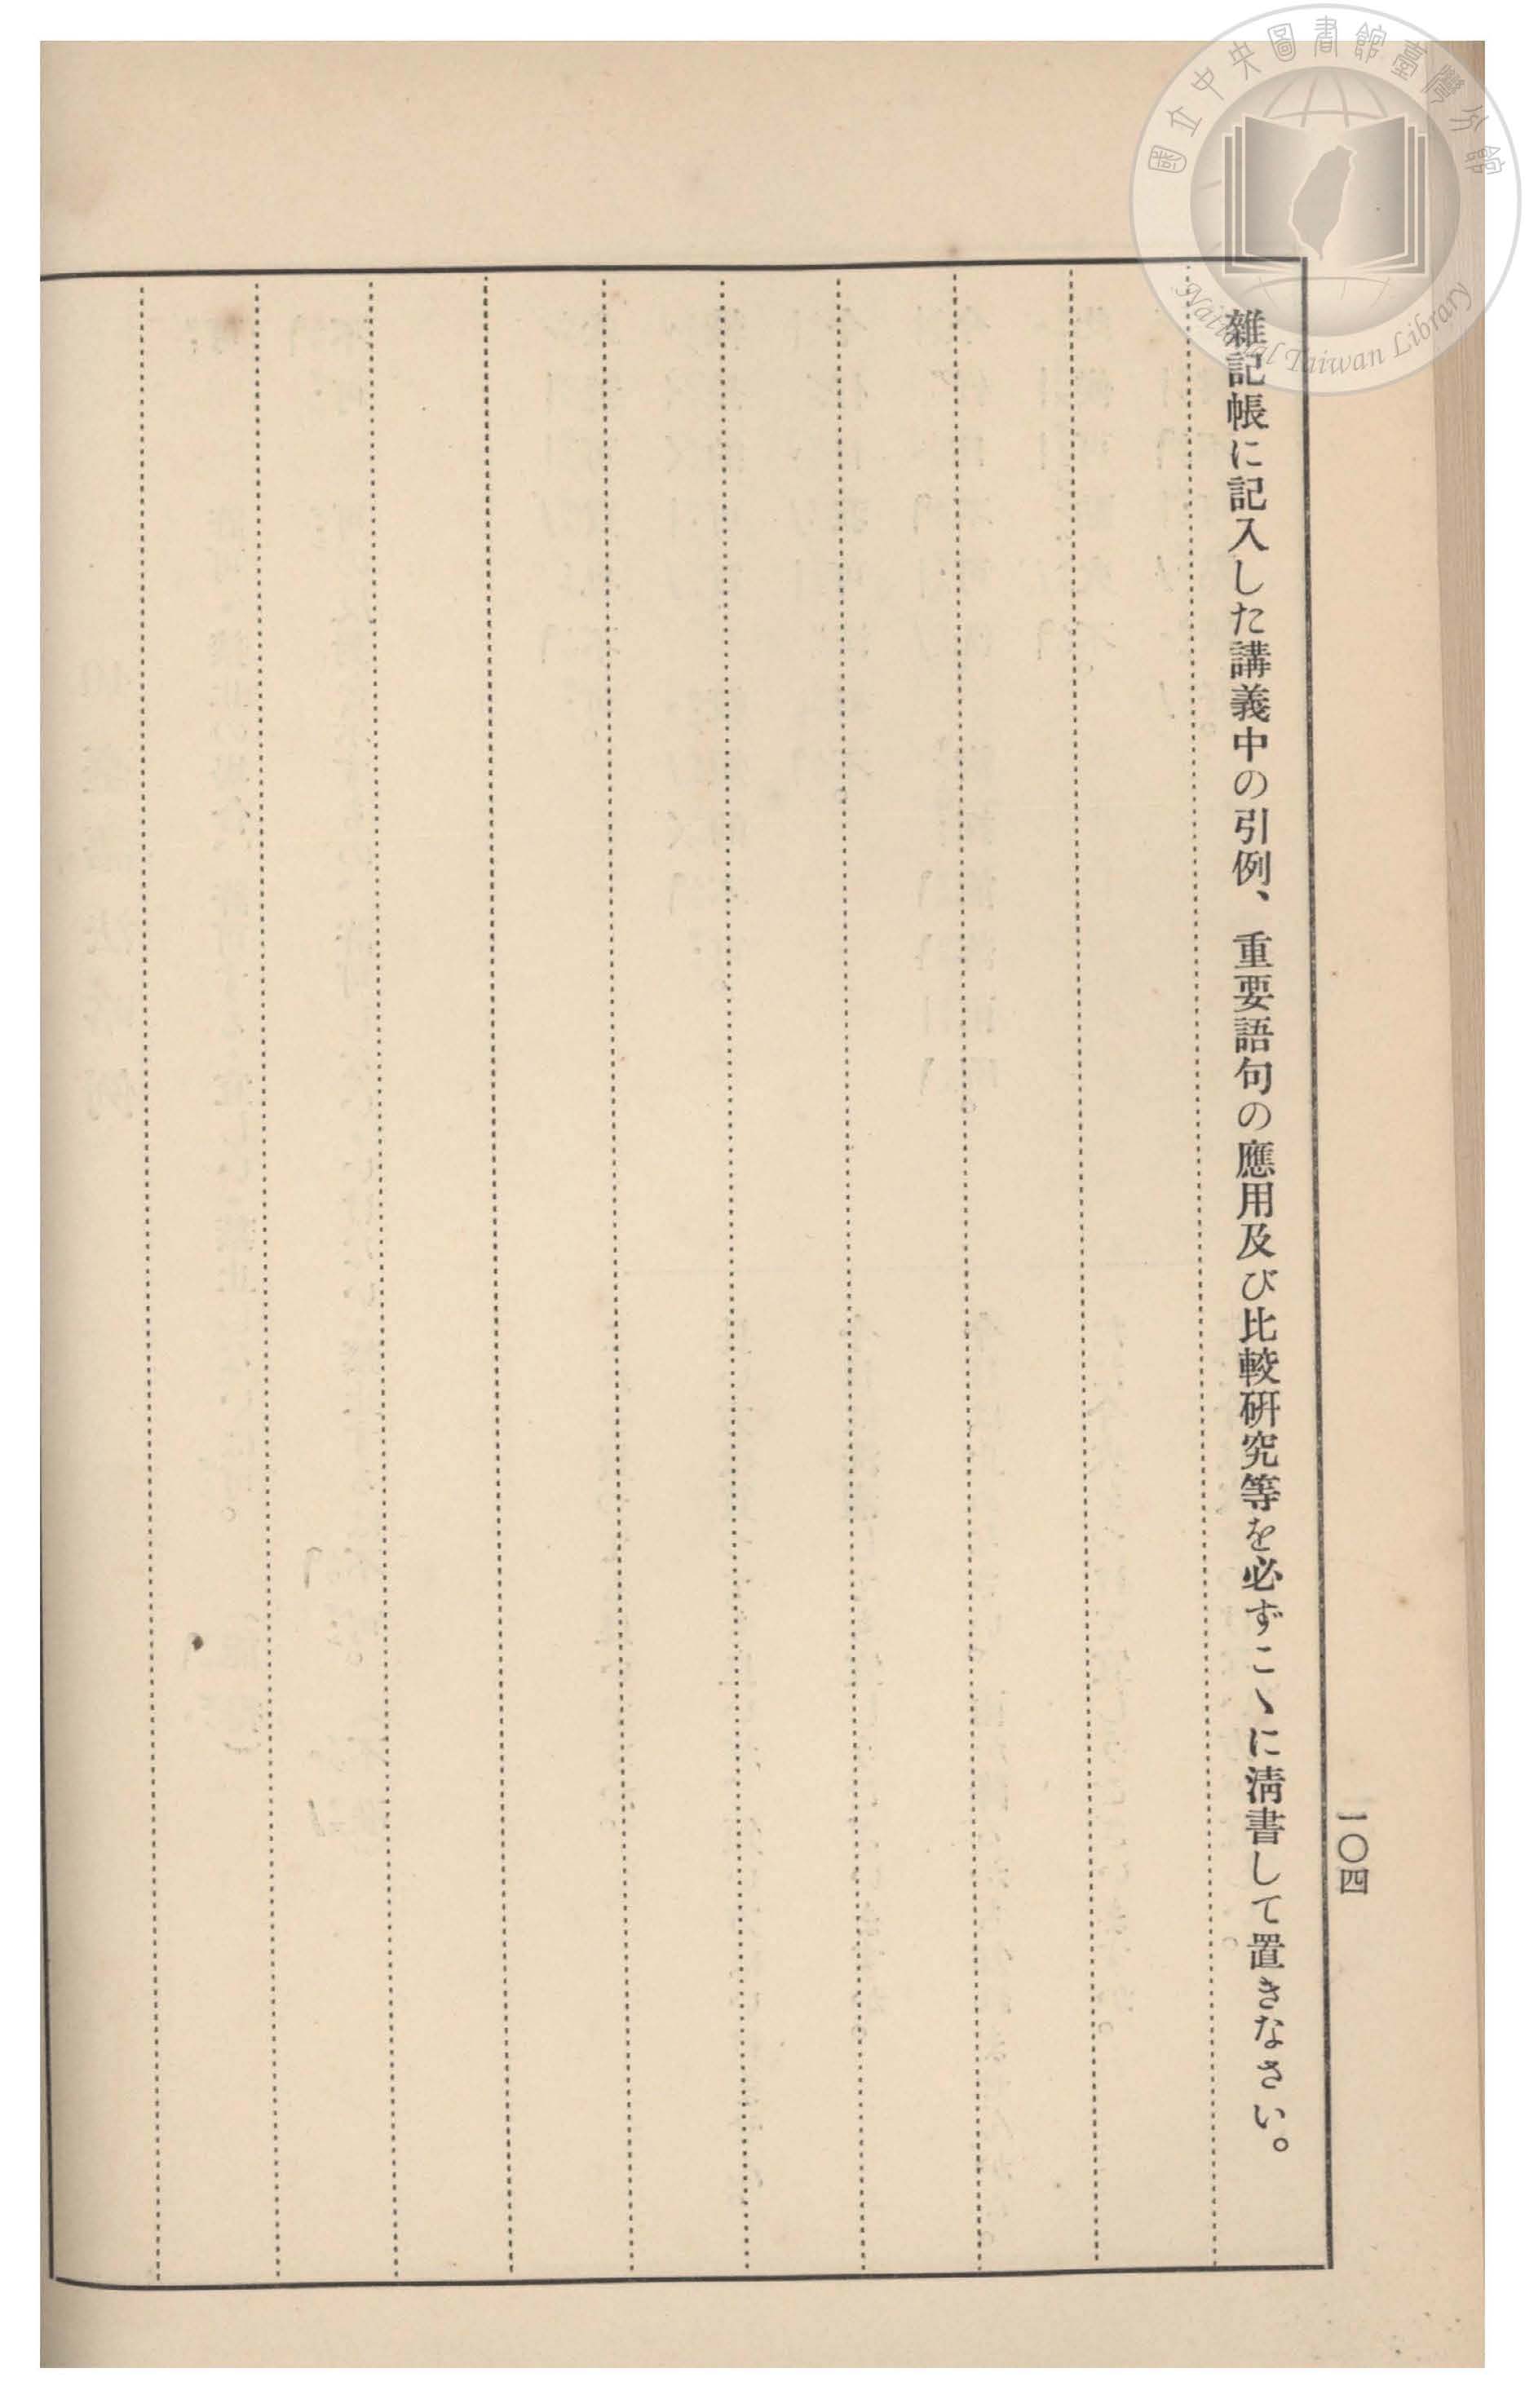 雜記帳に記入した講義中の引例、重要語句の應用及び比較硏究等を必ずこゝに淸書して置きなさい。
一〇四
國立中央圖書館臺灣分館
National Taiwan Library